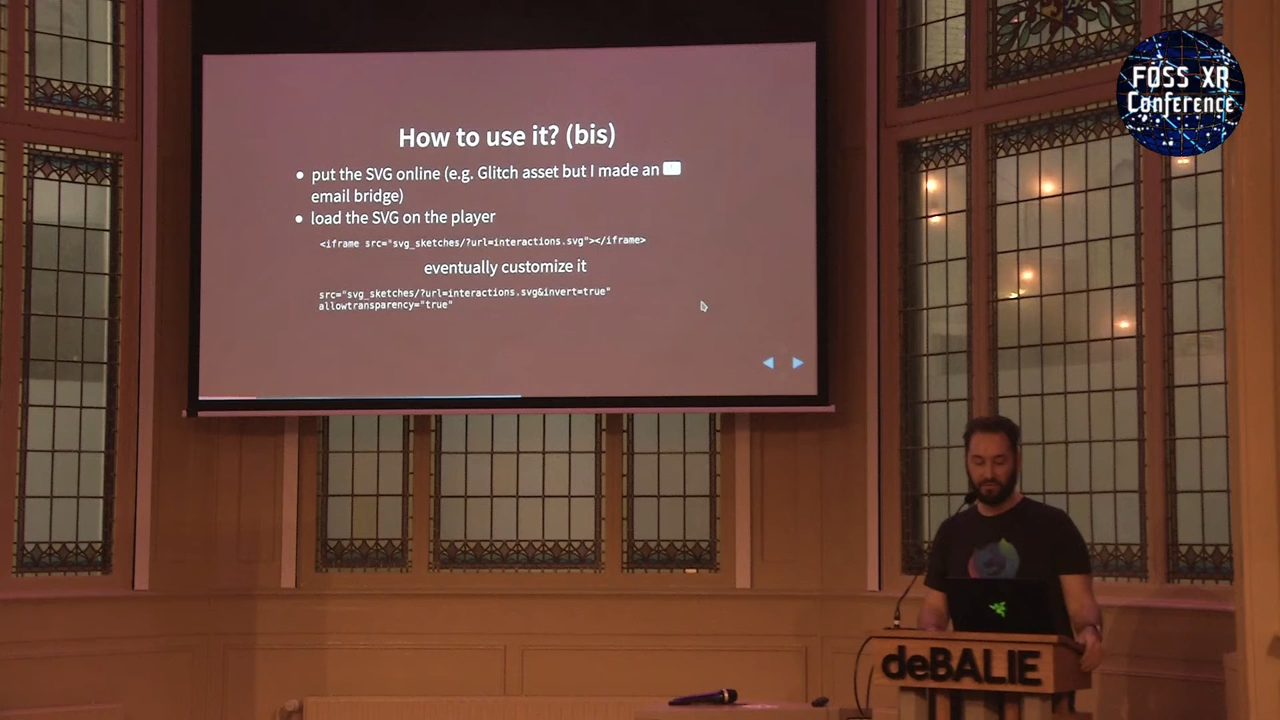 How to use it? (bis)
put the SVG online (e.g. Glitch asset but I made an
email bridge)
load the SVG on the player
<iframe src="svg_sketches/?url=interactions.svg"></iframe>
eventually customize it
src="svg_sketches/?url=interactions.svg&invert=true"
allowtransparency="true"
FOSS XR
Conference
deBALIE